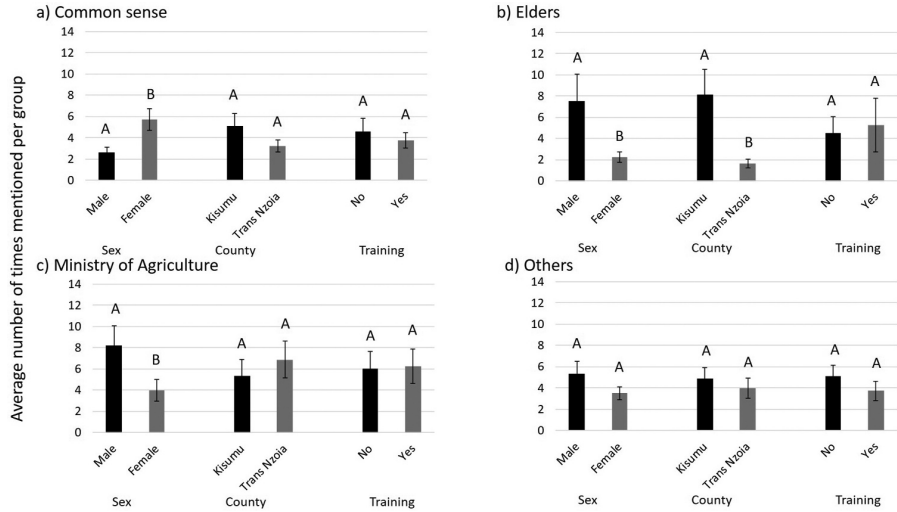 Average number of times mentioned per group
a) Common sense
14
12
10
8
6
4
2
0
A
B
A
A
A
A
Male
Female
Kisumu
Trans Nzoia
No
Yes
Sex
County
Training
b) Elders
14
12
10
8
6
4
2
0
A
B
A
B
A
A
Male
Female
Kisumu
Trans Nzoia
No
Yes
Sex
County
Training
c) Ministry of Agriculture
14
12
10
8
6
4
2
0
A
B
A
A
A
A
Male
Female
Kisumu
Trans Nzoia
No
Yes
Sex
County
Training
d) Others
14
12
10
8
6
4
2
0
A
A
A
A
A
A
Male
Female
Kisumu
Trans Nzoia
No
Yes
Sex
County
Training